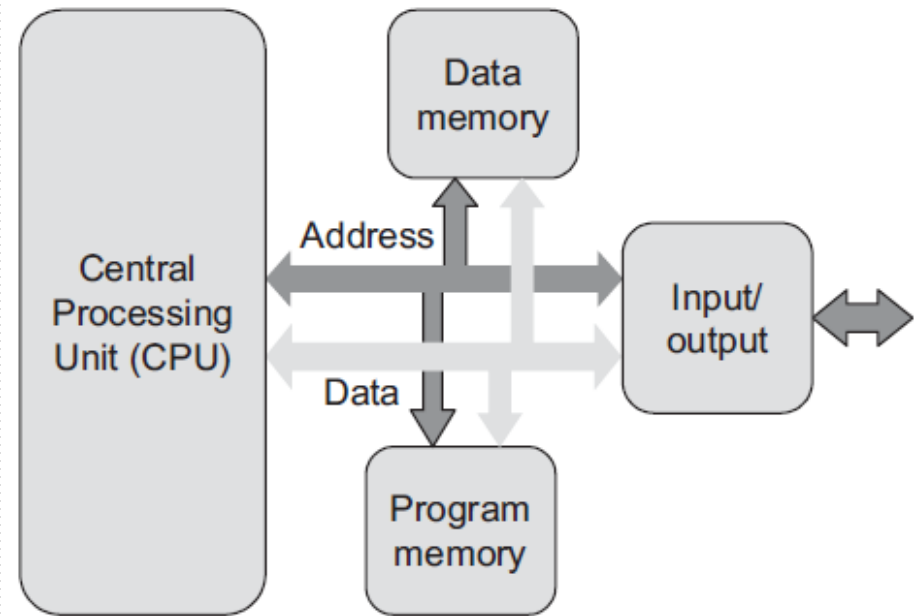 Data
memory
Address
Central
Processing
Unit (CPU)
Input/
output
Data
Program
memory